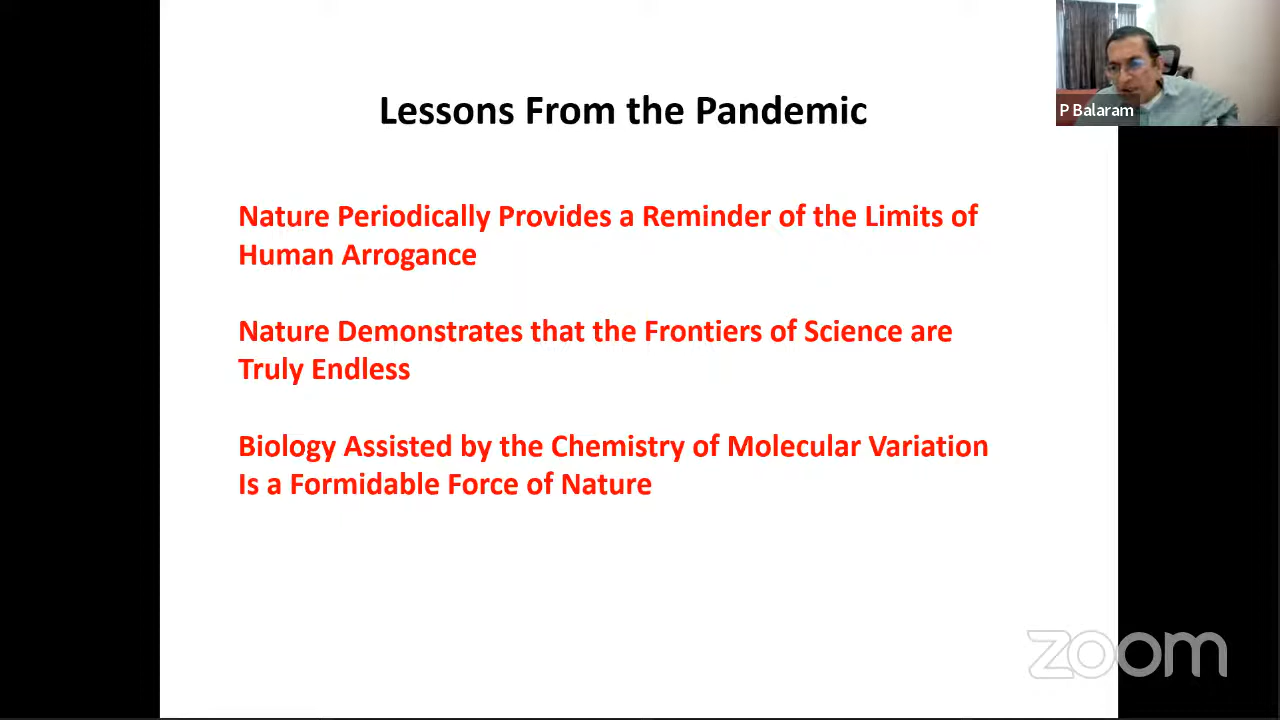 Lessons From the Pandemic
P Balaram
Nature Periodically Provides a Reminder of the Limits of
Human Arrogance
Nature Demonstrates that the Frontiers of Science are
Truly Endless
Biology Assisted by the Chemistry of Molecular Variation
Is a Formidable Force of Nature
zoom